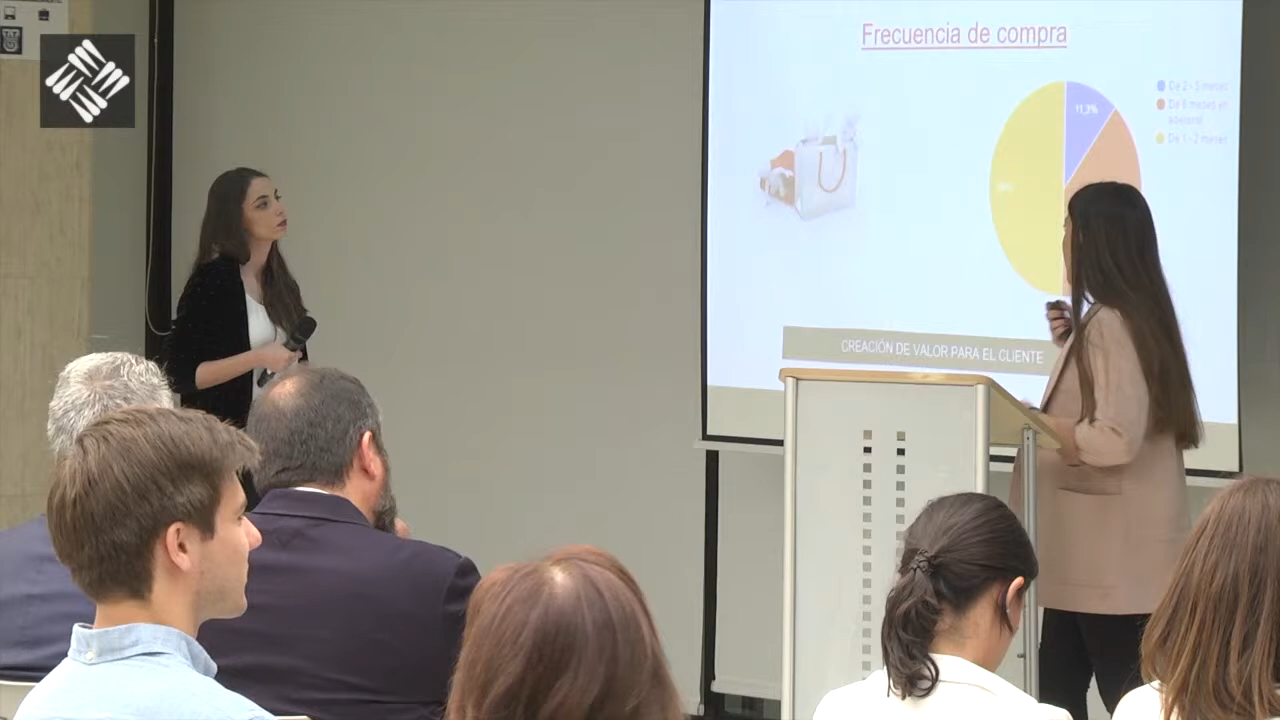 Frecuencia de compra
11,3%
De 2 - 5 meses
De 6 meses en
adelante
De 1 - 2 meses
CREACIÓN DE VALOR PARA EL CLIENTE